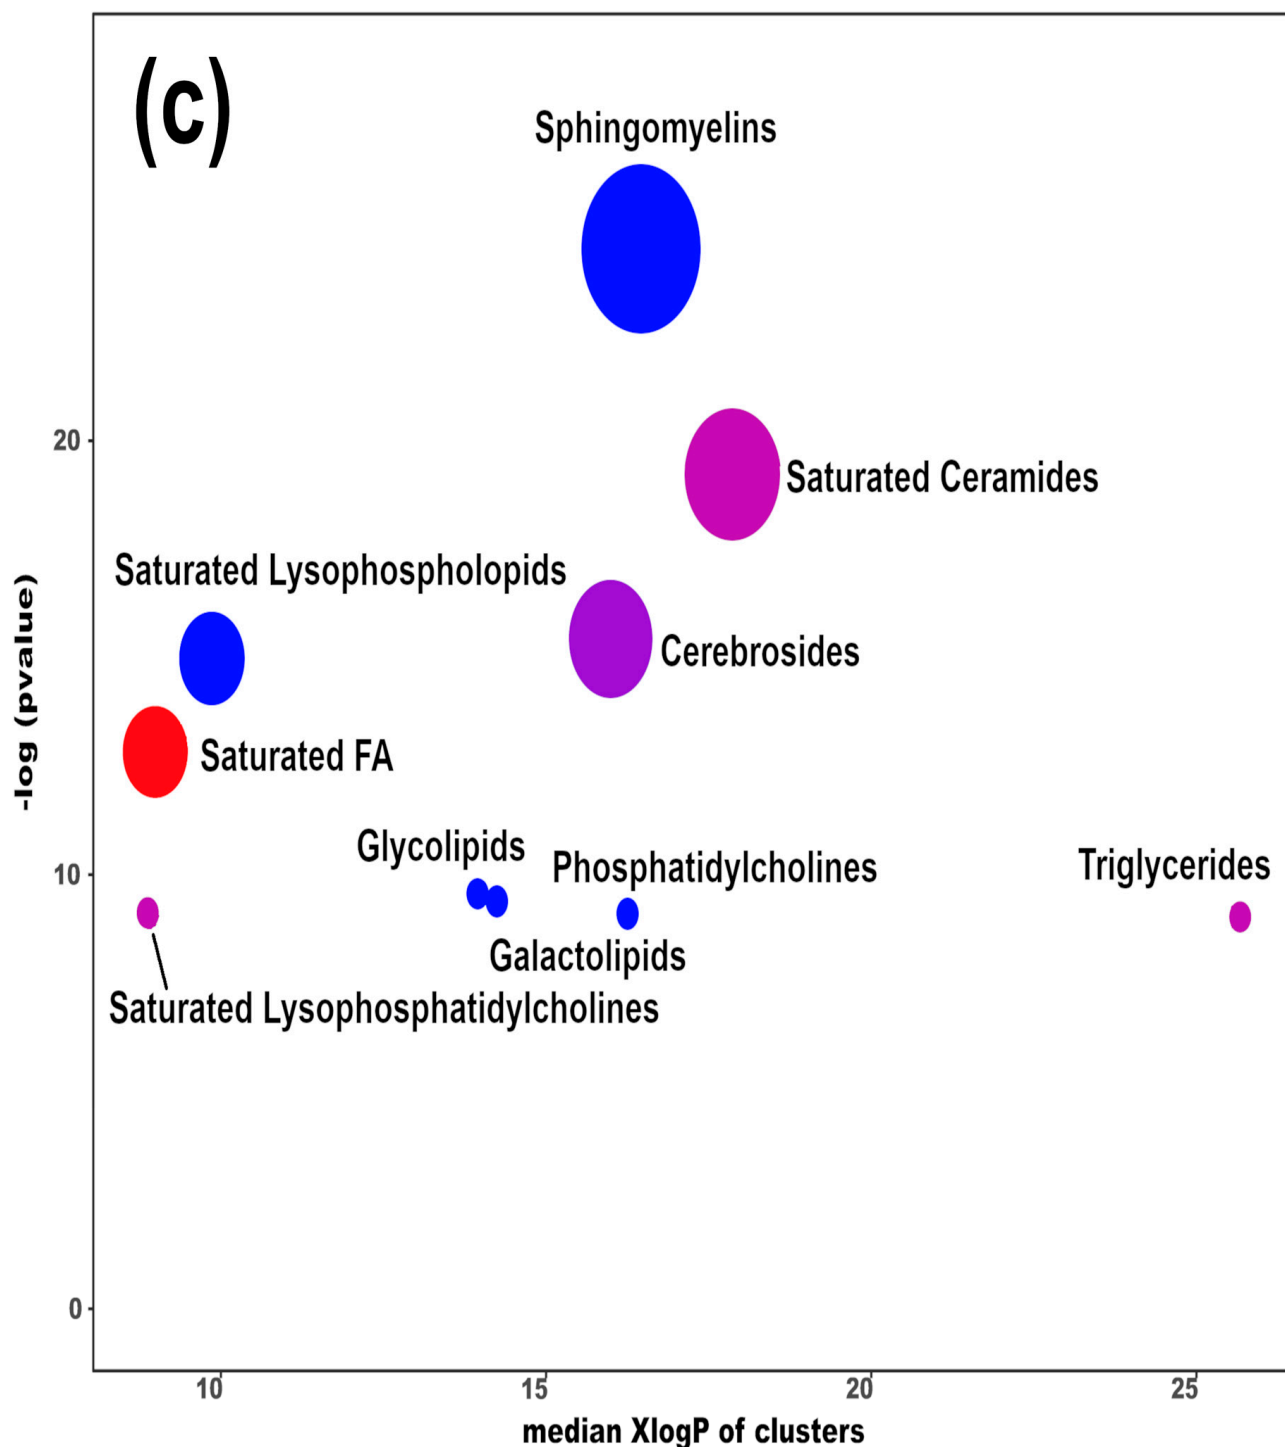 (c)
Sphingomyelins
20
Saturated Ceramides
Saturated Lysophospholopids
Cerebrosides
Saturated FA
-log (pvalue)
Glycolipids
Phosphatidylcholines
Triglycerides
10
Galactolipids
Saturated Lysophosphatidylcholines
0
10
15
20
25
median XlogP of clusters